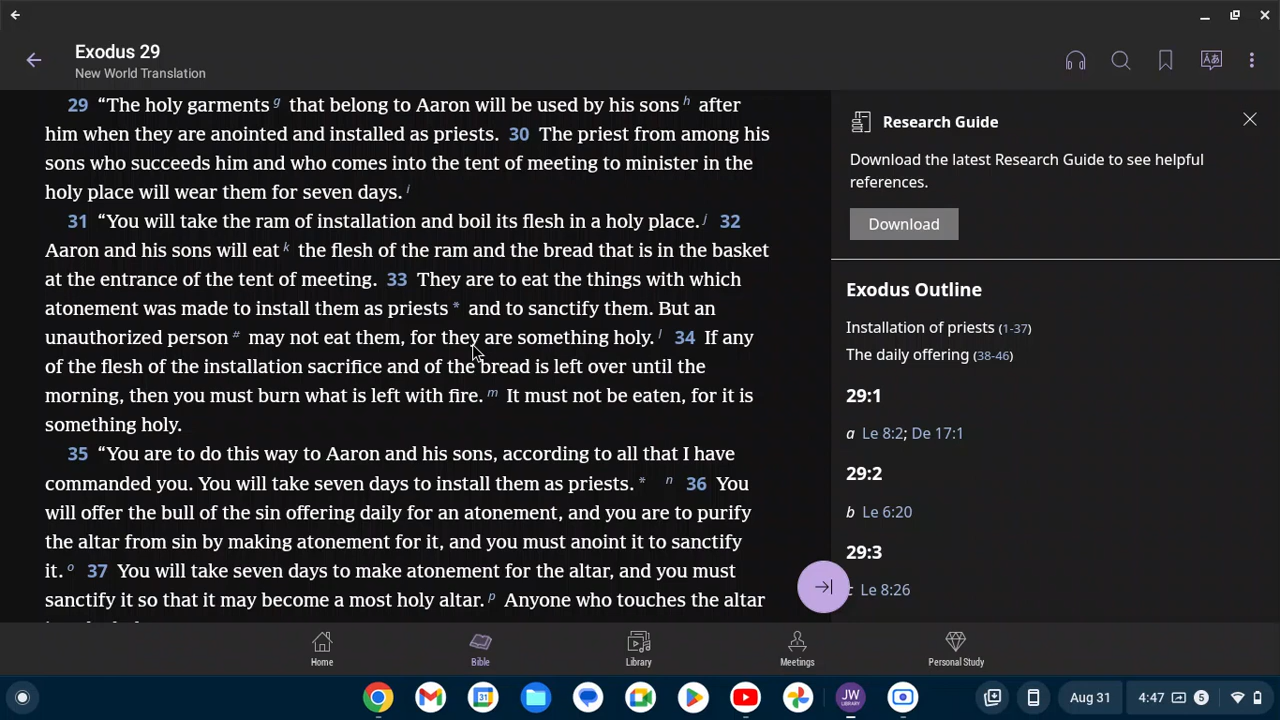 Exodus 29
New World Translation
29 “The holy garments g that belong to Aaron will be used by his sons h after
him when they are anointed and installed as priests. 30 The priest from among his
sons who succeeds him and who comes into the tent of meeting to minister in the
holy place will wear them for seven days. i
31 “You will take the ram of installation and boil its flesh in a holy place. j 32
Aaron and his sons will eat k the flesh of the ram and the bread that is in the basket
at the entrance of the tent of meeting. 33 They are to eat the things with which
atonement was made to install them as priests * and to sanctify them. But an
unauthorized person # may not eat them, for they are something holy. l 34 If any
of the flesh of the installation sacrifice and of the bread is left over until the
morning, then you must burn what is left with fire. m It must not be eaten, for it is
something holy.
35 “You are to do this way to Aaron and his sons, according to all that I have
commanded you. You will take seven days to install them as priests. * n 36 You
will offer the bull of the sin offering daily for an atonement, and you are to purify
the altar from sin by making atonement for it, and you must anoint it to sanctify
it. o 37 You will take seven days to make atonement for the altar, and you must
sanctify it so that it may become a most holy altar. p Anyone who touches the altar
Research Guide
Download the latest Research Guide to see helpful
references.
Download
Exodus Outline
Installation of priests (1-37)
The daily offering (38-46)
29:1
a Le 8:2; De 17:1
29:2
b Le 6:20
29:3
Le 8:26
Home
Bible
Library
Meetings
Personal Study
31
JW
LIBRARY
Aug 31
4:47
5